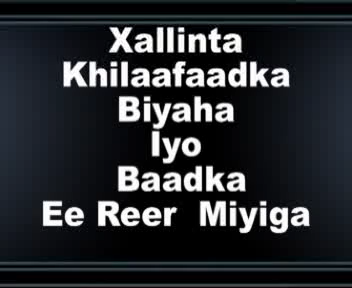 Xallinta
Khilaafaadka
Biyaha
Iyo
Baadka
Ee Reer Miyiga